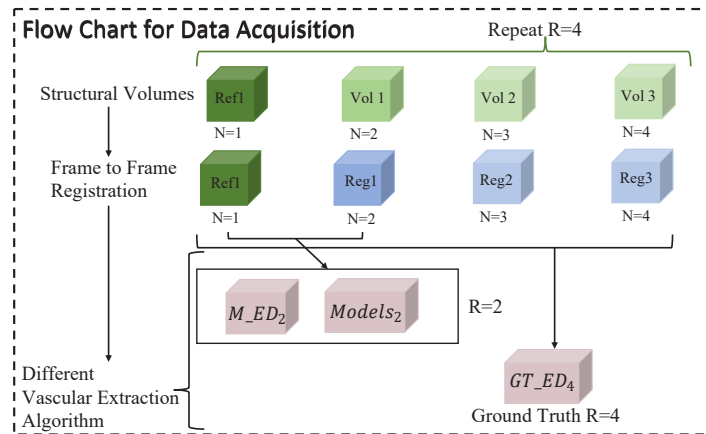 Flow Chart for Data Acquisition
Repeat R=4
Structural Volumes
Ref1
Vol 1
Vol 2
Vol 3
N=1
N=2
N=3
N=4
Frame to Frame
Registration
Ref1
Reg1
Reg2
Reg3
N=1
N=2
N=3
N=4
M_ED₂
Models₂
R=2
Different
Vascular Extraction
Algorithm
GT_ED₄
Ground Truth R=4